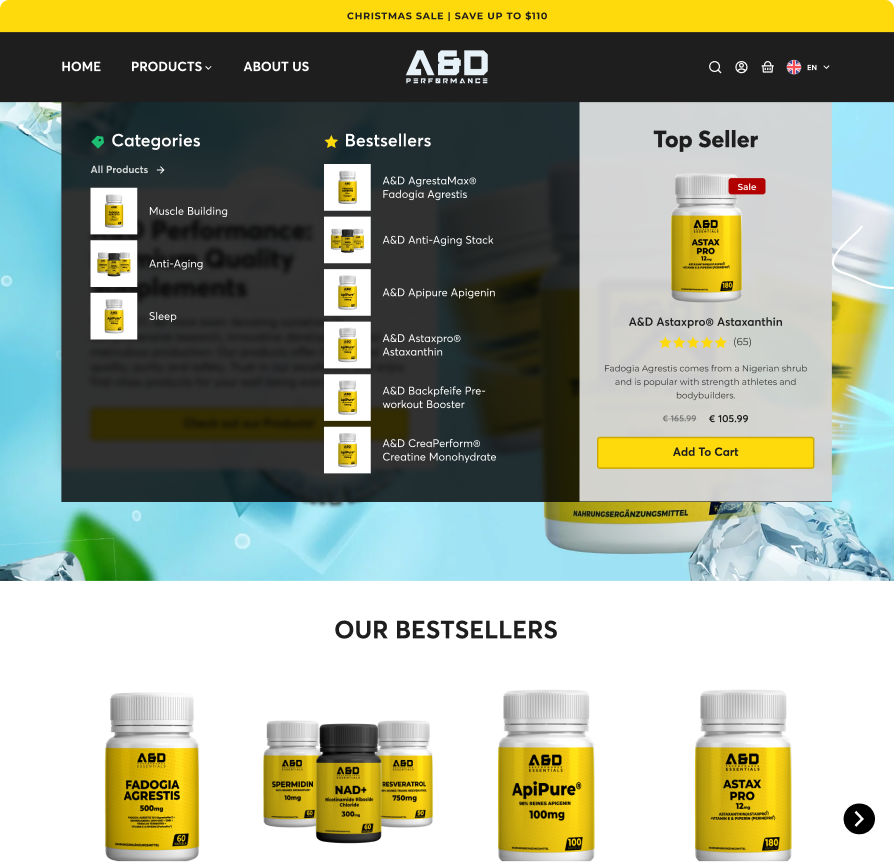 CHRISTMAS SALE | SAVE UP TO $110
HOME
PRODUCTS
ABOUT US
A&D
PERFORMANCE
EN
Categories
All Products
Muscle Building
Anti-Aging
Sleep
Bestsellers
A&D AgrestaMax®
Fadogia Agrestis
A&D Anti-Aging Stack
A&D Apipure Apigenin
A&D Astaxpro®
Astaxanthin
A&D Backpfeife Pre-
workout Booster
A&D CreaPerform®
Creatine Monohydrate
Top Seller
Sale
A&D
ESSENTIALS
ASTAX
PRO
12mg
180
A&D Astaxpro® Astaxanthin
(65)
Fadogia Agrestis comes from a Nigerian shrub
and is popular with strength athletes and
bodybuilders.
€ 165.99 € 105.99
Add To Cart
NAHRUNGSERGÄNZUNGSMITTEL
OUR BESTSELLERS
A&D
ESSENTIALS
FADOGIA
AGRESTIS
500mg
60
A&D
ESSENTIALS
SPERMIDIN
10mg
A&D
ESSENTIALS
NAD+
Nicotinamide Riboside
Chloride
300mg
60
A&D
RESVERATROL
750mg
A&D
ESSENTIALS
ApiPure®
98% REINES APIGENIN
100mg
100
A&D
ESSENTIALS
ASTAX
PRO
12mg
180